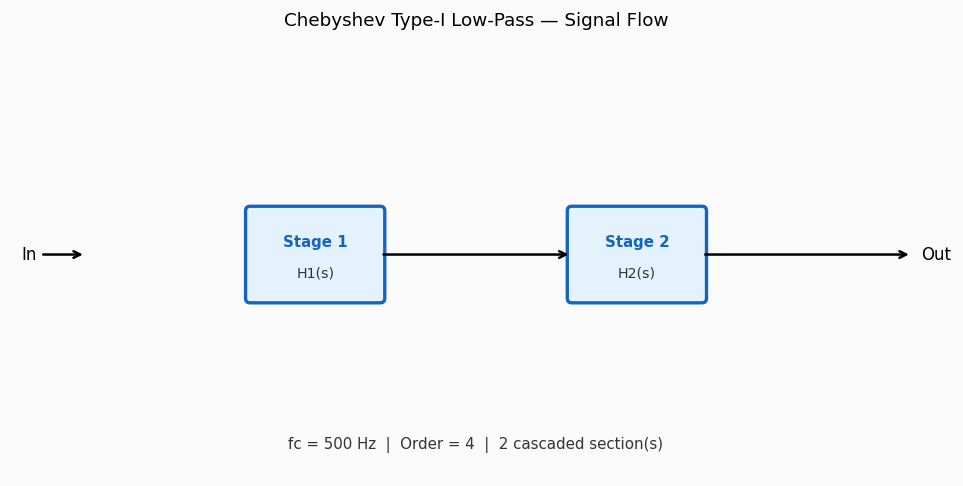 Chebyshev Type-I Low-Pass — Signal Flow
In
Stage 1
H1(s)
Stage 2
H2(s)
Out
fc = 500 Hz | Order = 4 | 2 cascaded section(s)